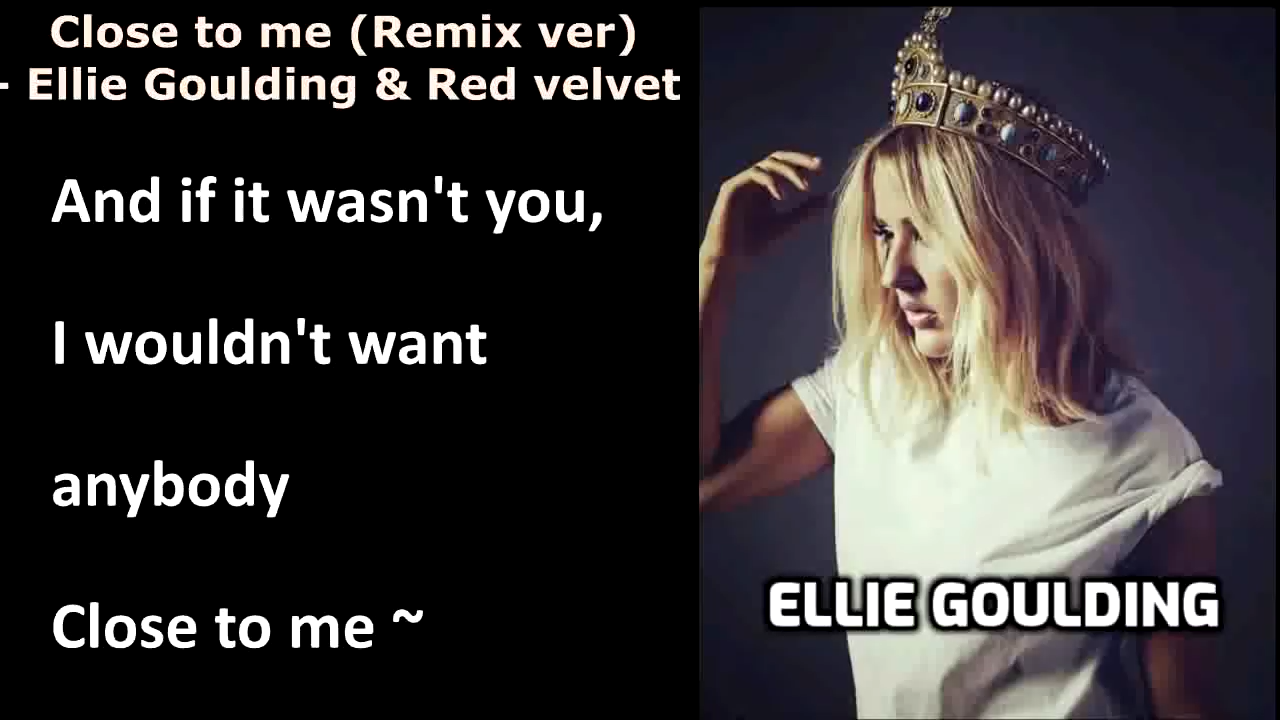 Close to me (Remix ver)
- Ellie Goulding & Red velvet
And if it wasn't you,
I wouldn't want
anybody
Close to me ~
ELLIE GOULDING